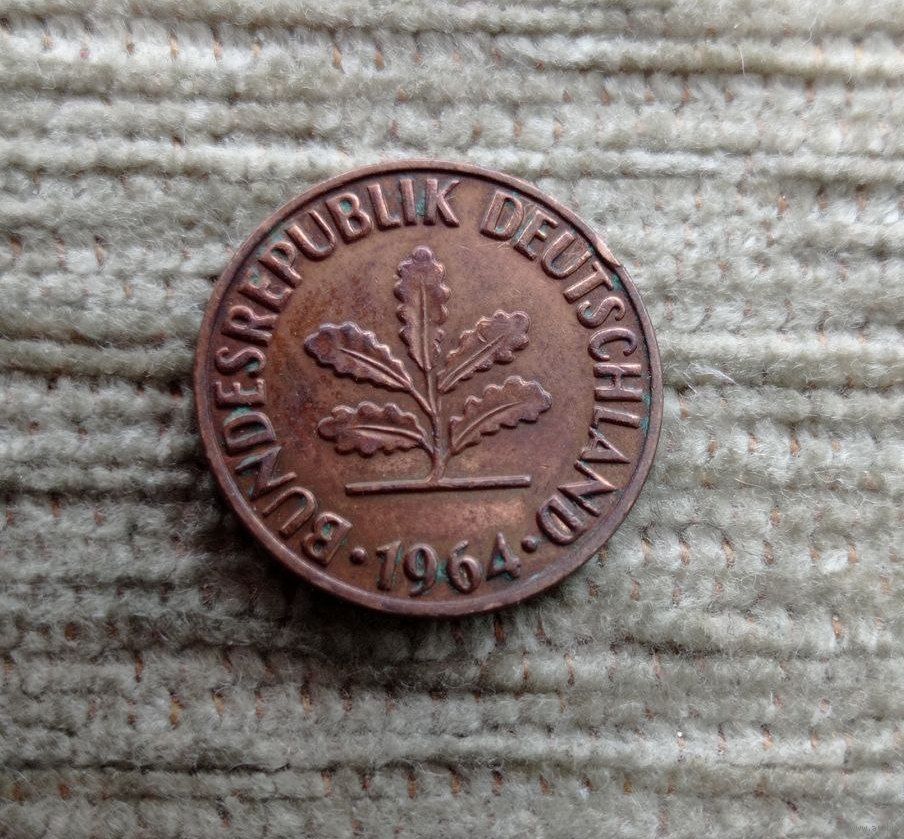 BUNDESREPUBLIK DEUTSCHLAND
· 1964 ·